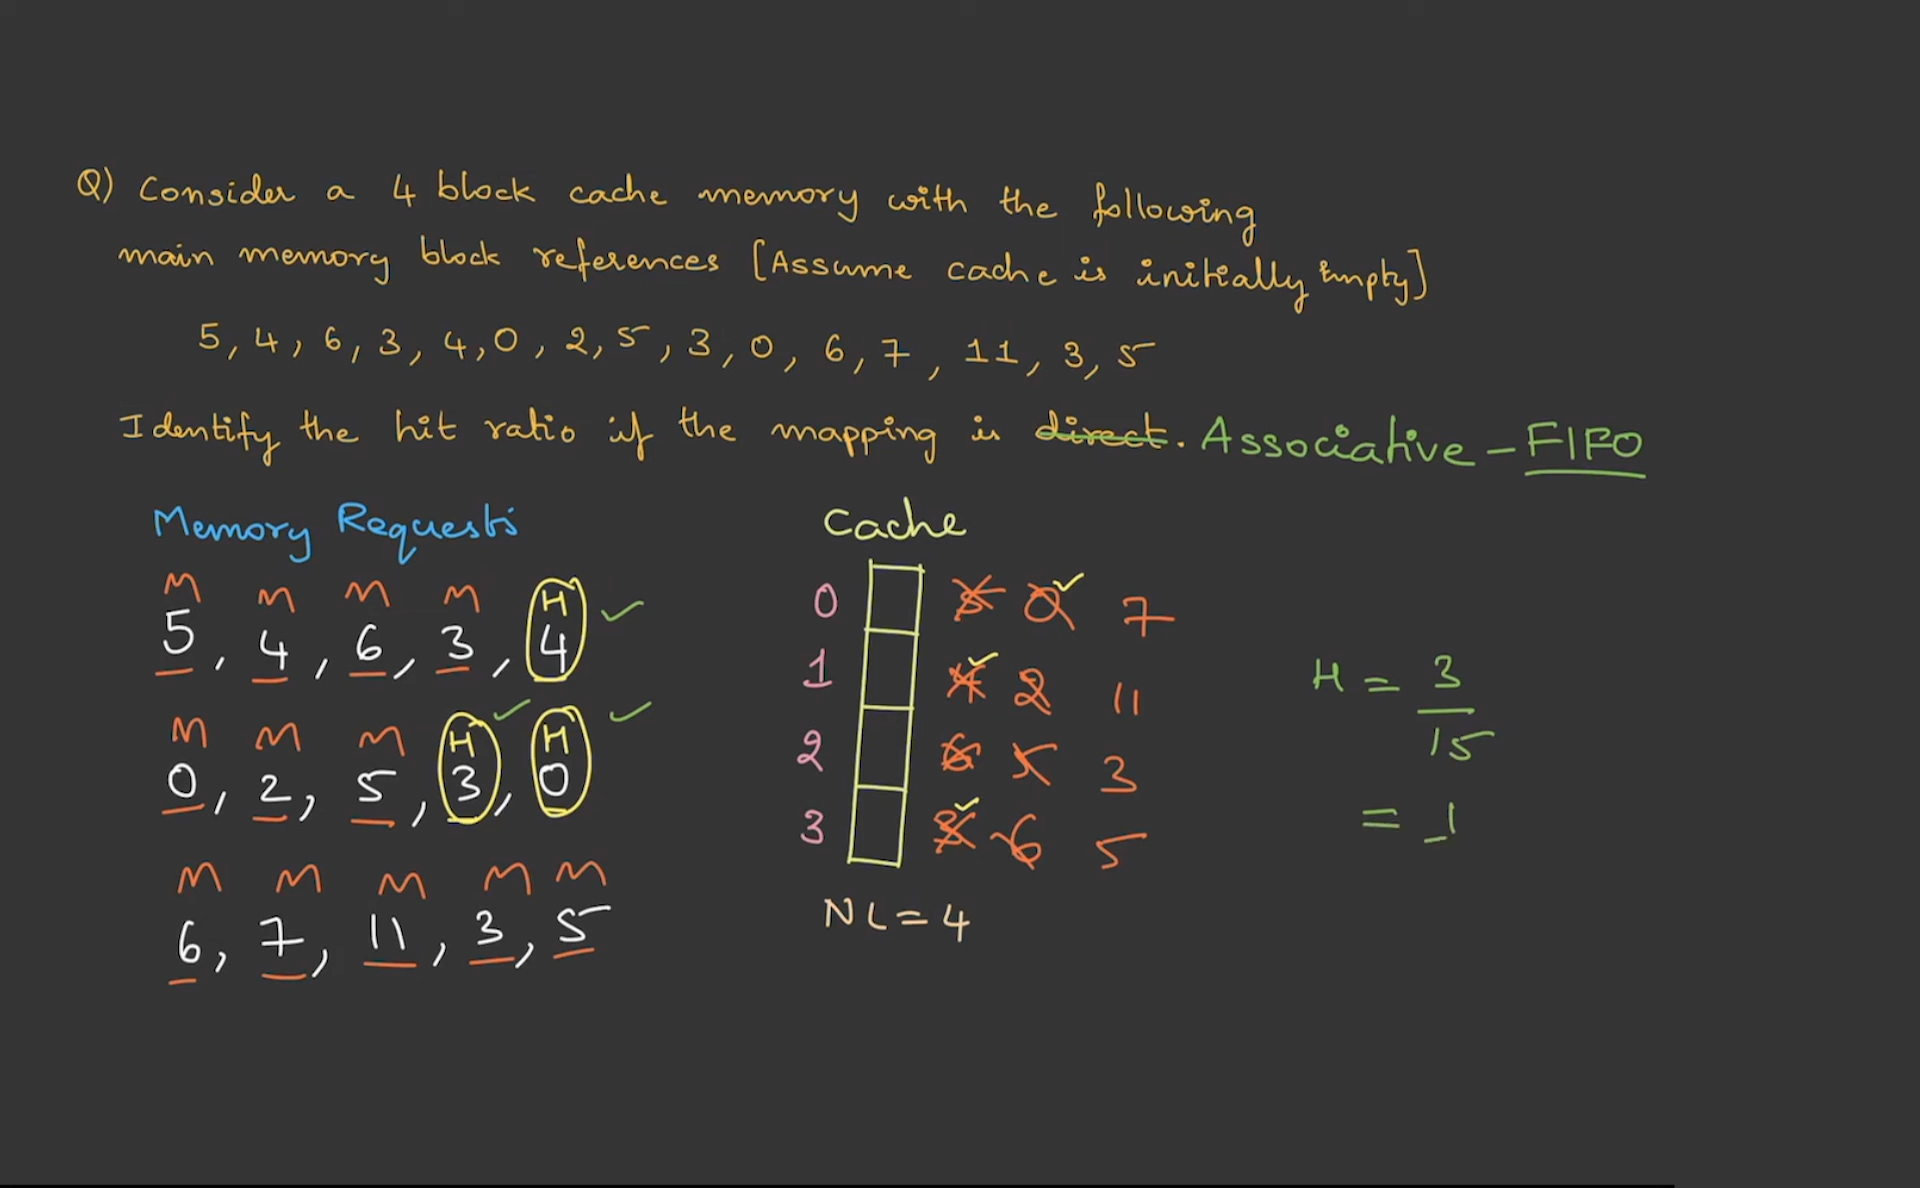 Q) Consider a 4 block cache memory with the following
main memory block references [Assume cache is initially Empty]
5, 4, 6, 3, 4, 0, 2, 5, 3, 0, 6, 7, 11, 3, 5
Identify the hit ratio if the mapping is direct. Associative - FIFO
Memory Requests
M M M M H
5, 4, 6, 3, 4 ✓
M M M H ✓ H ✓
0, 2, 5, 3, 0
M M M M M
6, 7, 11, 3, 5
Cache
0 5 0 ✓ 7
1 4 ✓ 2 11
2 6 5 3
3 3 ✓ 6 5
NL = 4
H = 3
15
= 1